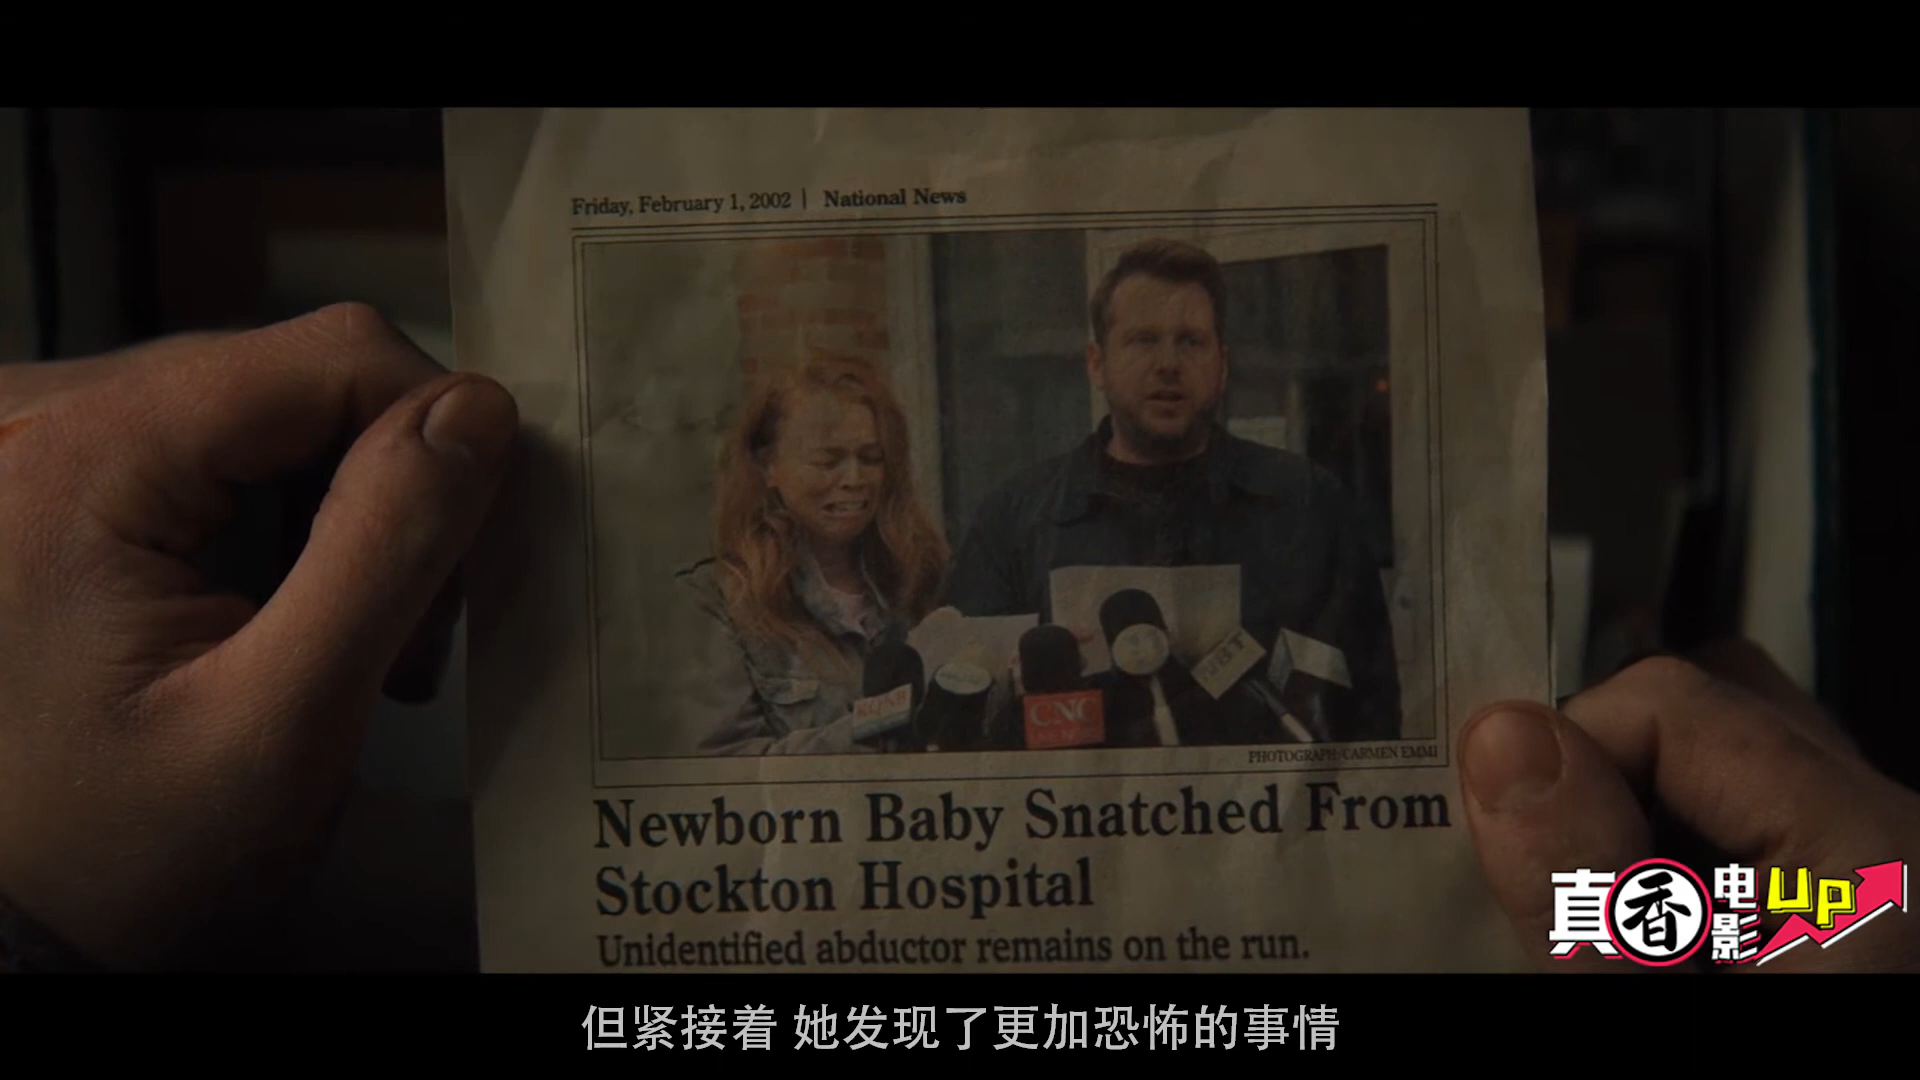 Friday, February 1, 2002 | National News
CNC
PHOTOGRAPH: CARMEN EMMI
Newborn Baby Snatched From
Stockton Hospital
Unidentified abductor remains on the run.
真香电影UP
但紧接着 她发现了更加恐怖的事情